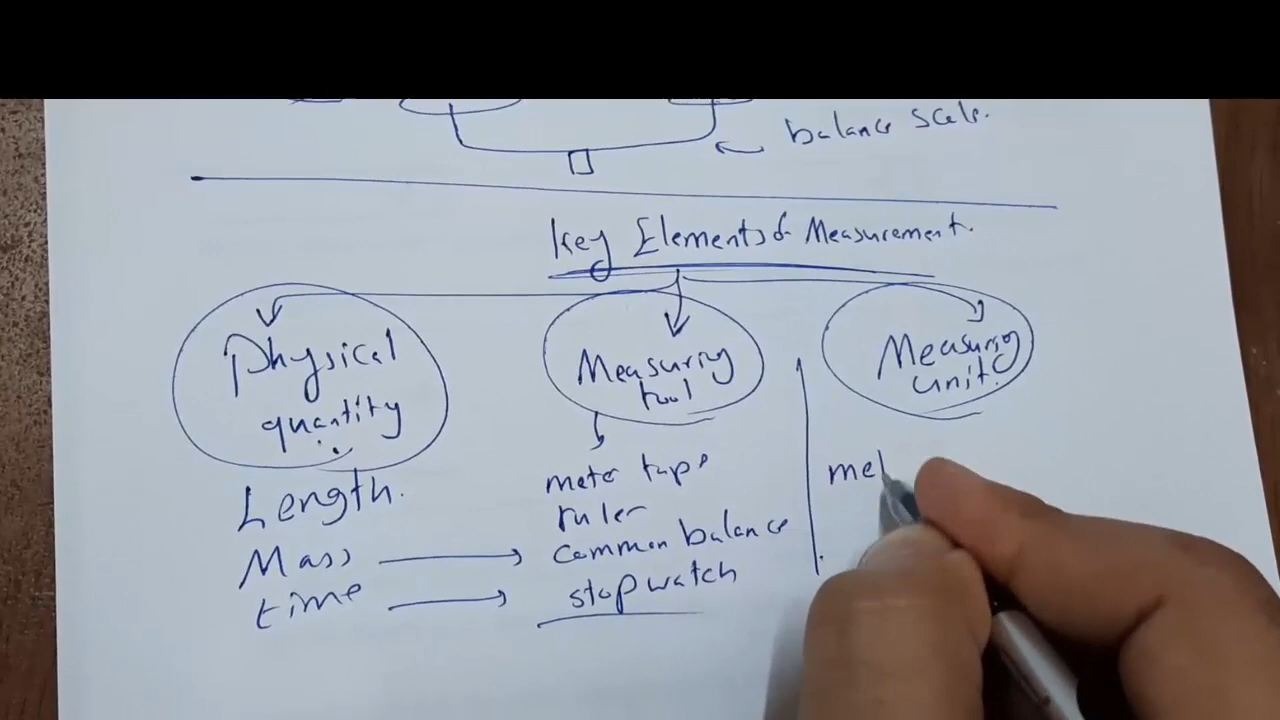 balance scale.
Key Elements of Measurement.
Physical
quantity
Measuring
tool
Measuring
unit.
Length.
Mass
time
meter tape
ruler
common balance
stopwatch
met